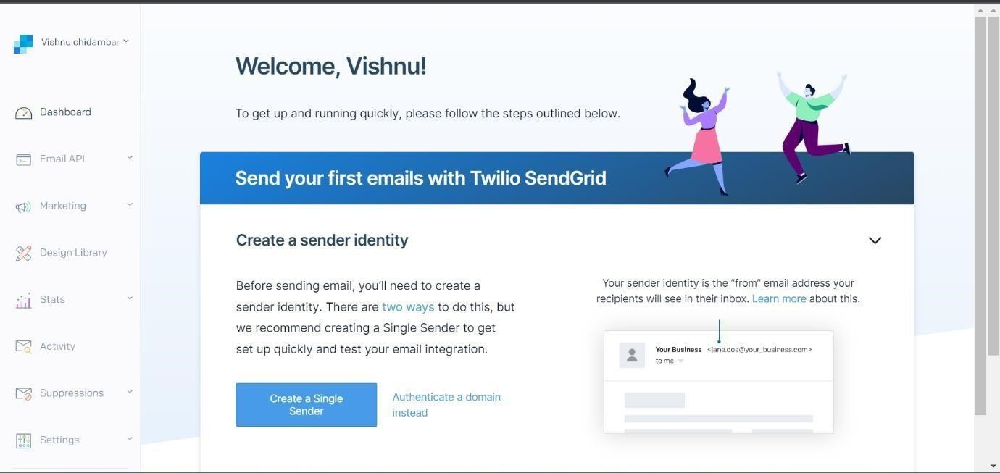 Vishnu chidambar
Dashboard
Email API
Marketing
Design Library
Stats
Activity
Suppressions
Settings
Welcome, Vishnu!
To get up and running quickly, please follow the steps outlined below.
Send your first emails with Twilio SendGrid
Create a sender identity
Before sending email, you’ll need to create a
sender identity. There are two ways to do this, but
we recommend creating a Single Sender to get
set up quickly and test your email integration.
Create a Single
Sender
Authenticate a domain
instead
Your sender identity is the “from” email address your
recipients will see in their inbox. Learn more about this.
Your Business <jane.doe@your_business.com>
to me